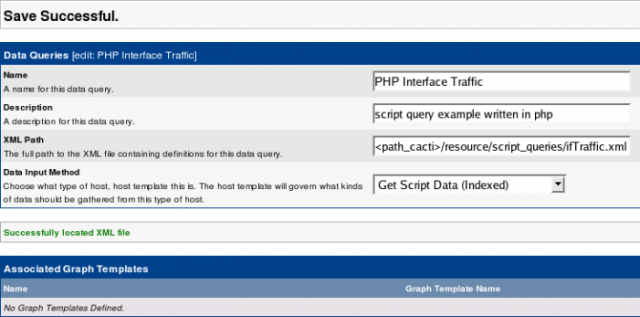 Save Successful.
Data Queries [edit: PHP Interface Traffic]
Name
A name for this data query.
PHP Interface Traffic
Description
A description for this data query.
script query example written in php
XML Path
The full path to the XML file containing definitions for this data query.
<path_cacti>/resource/script_queries/ifTraffic.xml
Data Input Method
Choose what type of host, host template this is. The host template will govern what kinds
of data should be gathered from this type of host.
Get Script Data (Indexed)
Successfully located XML file
Associated Graph Templates
Name Graph Template Name
No Graph Templates Defined.